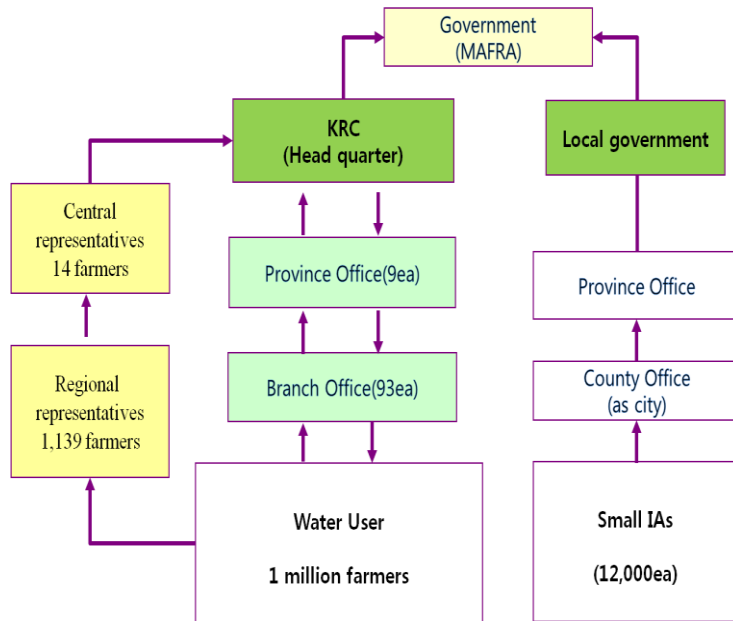 Government
(MAFRA)
KRC
(Head quarter)
Local government
Central
representatives
14 farmers
Province Office(9ea)
Province Office
Regional
representatives
1,139 farmers
Branch Office(93ea)
County Office
(as city)
Water User
1 million farmers
Small IAs
(12,000ea)